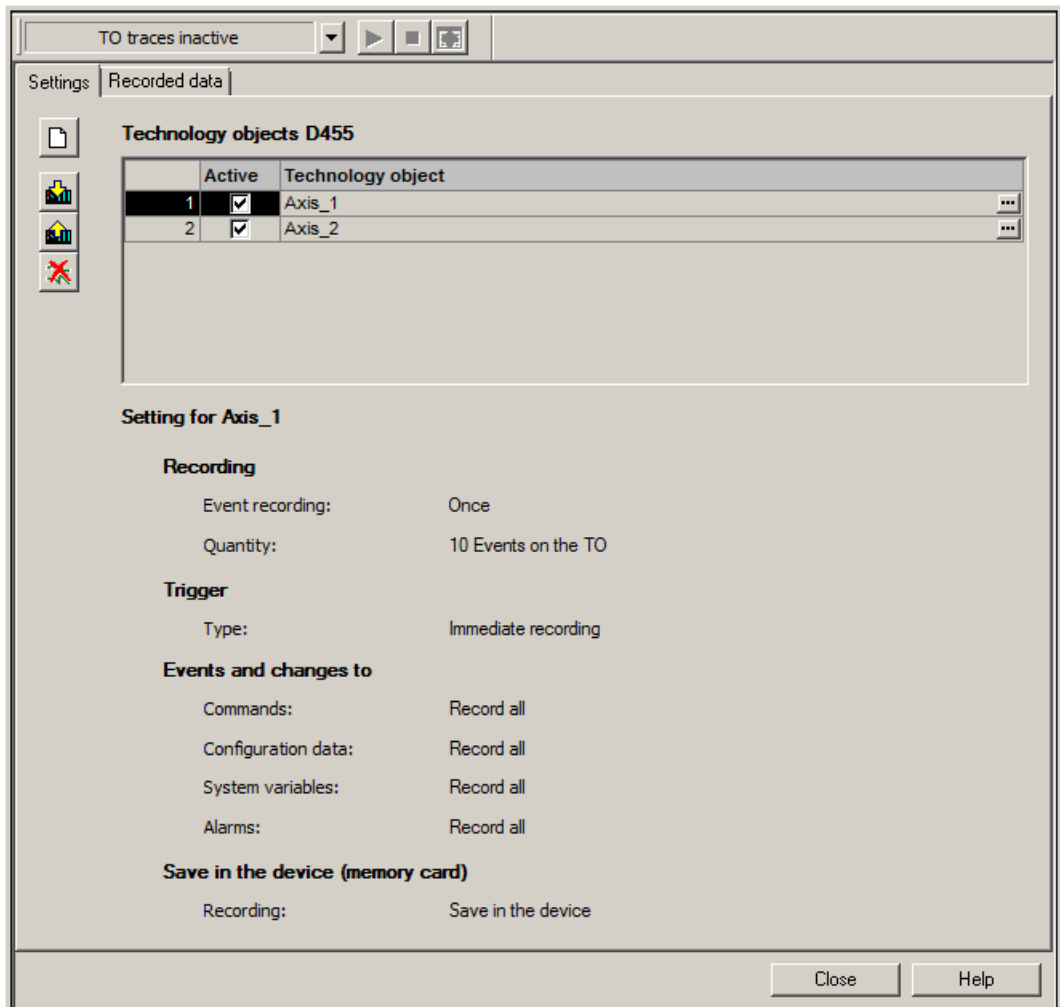 TO traces inactive
Settings Recorded data
Technology objects D455
Active Technology object
1 Axis_1 ...
2 Axis_2 ...
Setting for Axis_1
Recording
Event recording: Once
Quantity: 10 Events on the TO
Trigger
Type: Immediate recording
Events and changes to
Commands: Record all
Configuration data: Record all
System variables: Record all
Alarms: Record all
Save in the device (memory card)
Recording: Save in the device
Close Help